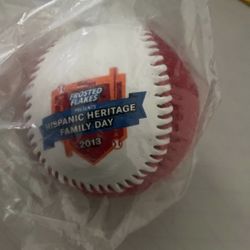 FROSTED
FLAKES
PRESENTS
HISPANIC HERITAGE
FAMILY DAY
2013